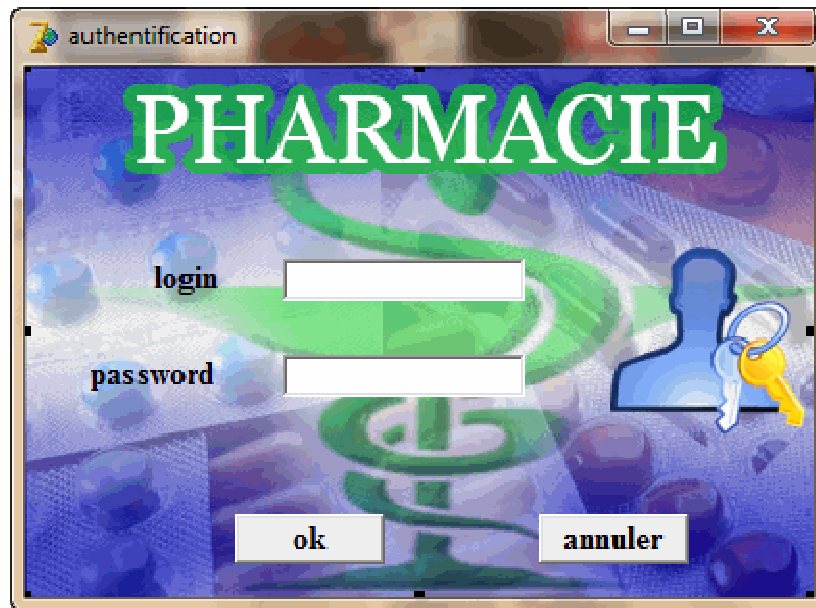 authentification
PHARMACIE
login
password
ok
annuler